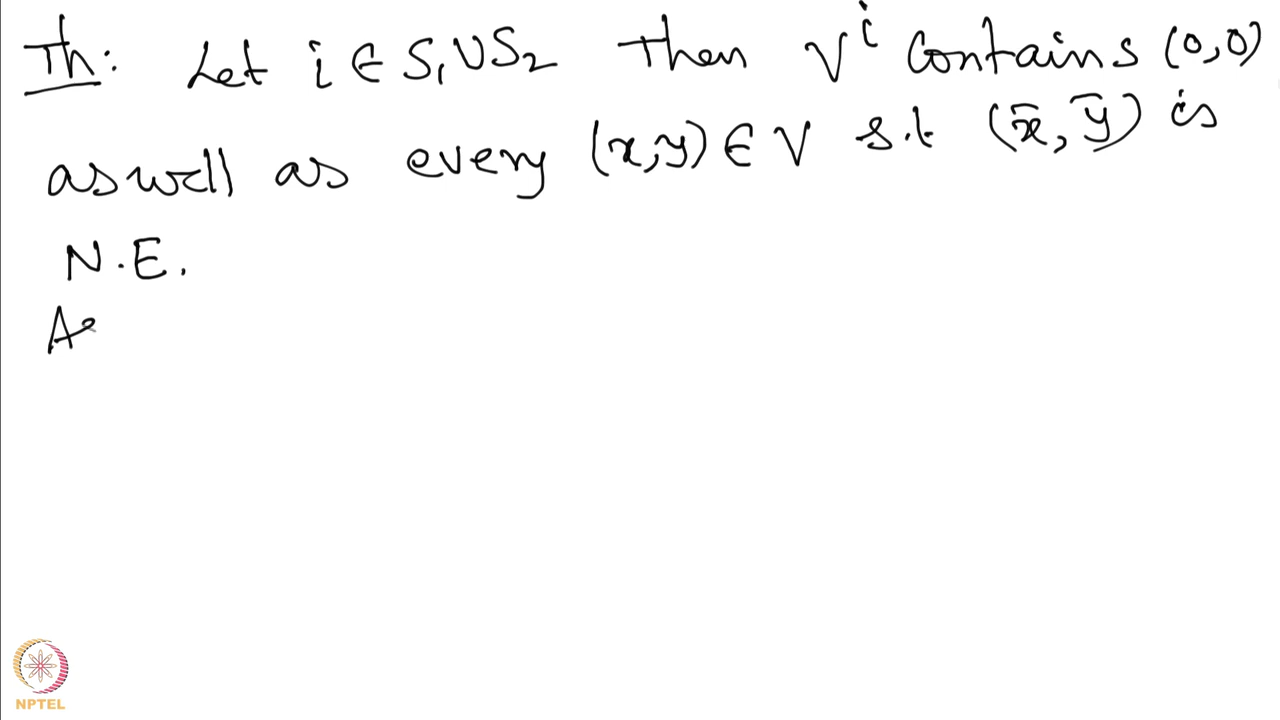 Th: Let i ∈ S₁∪S₂ then Vⁱ contains (0,0)
as well as every (x,y) ∈ V s.t (x̄, ȳ) is
N.E.
NPTEL